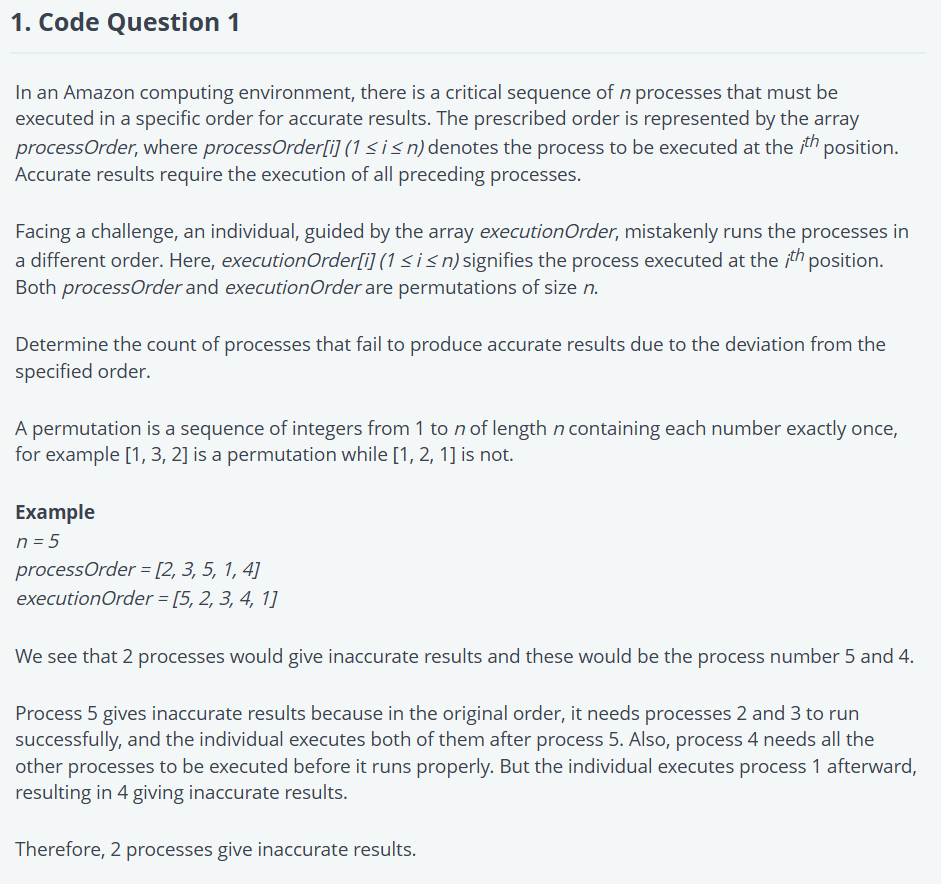 1. Code Question 1
In an Amazon computing environment, there is a critical sequence of n processes that must be
executed in a specific order for accurate results. The prescribed order is represented by the array
processOrder, where processOrder[i] (1 ≤ i ≤ n) denotes the process to be executed at the ith position.
Accurate results require the execution of all preceding processes.
Facing a challenge, an individual, guided by the array executionOrder, mistakenly runs the processes in
a different order. Here, executionOrder[i] (1 ≤ i ≤ n) signifies the process executed at the ith position.
Both processOrder and executionOrder are permutations of size n.
Determine the count of processes that fail to produce accurate results due to the deviation from the
specified order.
A permutation is a sequence of integers from 1 to n of length n containing each number exactly once,
for example [1, 3, 2] is a permutation while [1, 2, 1] is not.
Example
n = 5
processOrder = [2, 3, 5, 1, 4]
executionOrder = [5, 2, 3, 4, 1]
We see that 2 processes would give inaccurate results and these would be the process number 5 and 4.
Process 5 gives inaccurate results because in the original order, it needs processes 2 and 3 to run
successfully, and the individual executes both of them after process 5. Also, process 4 needs all the
other processes to be executed before it runs properly. But the individual executes process 1 afterward,
resulting in 4 giving inaccurate results.
Therefore, 2 processes give inaccurate results.